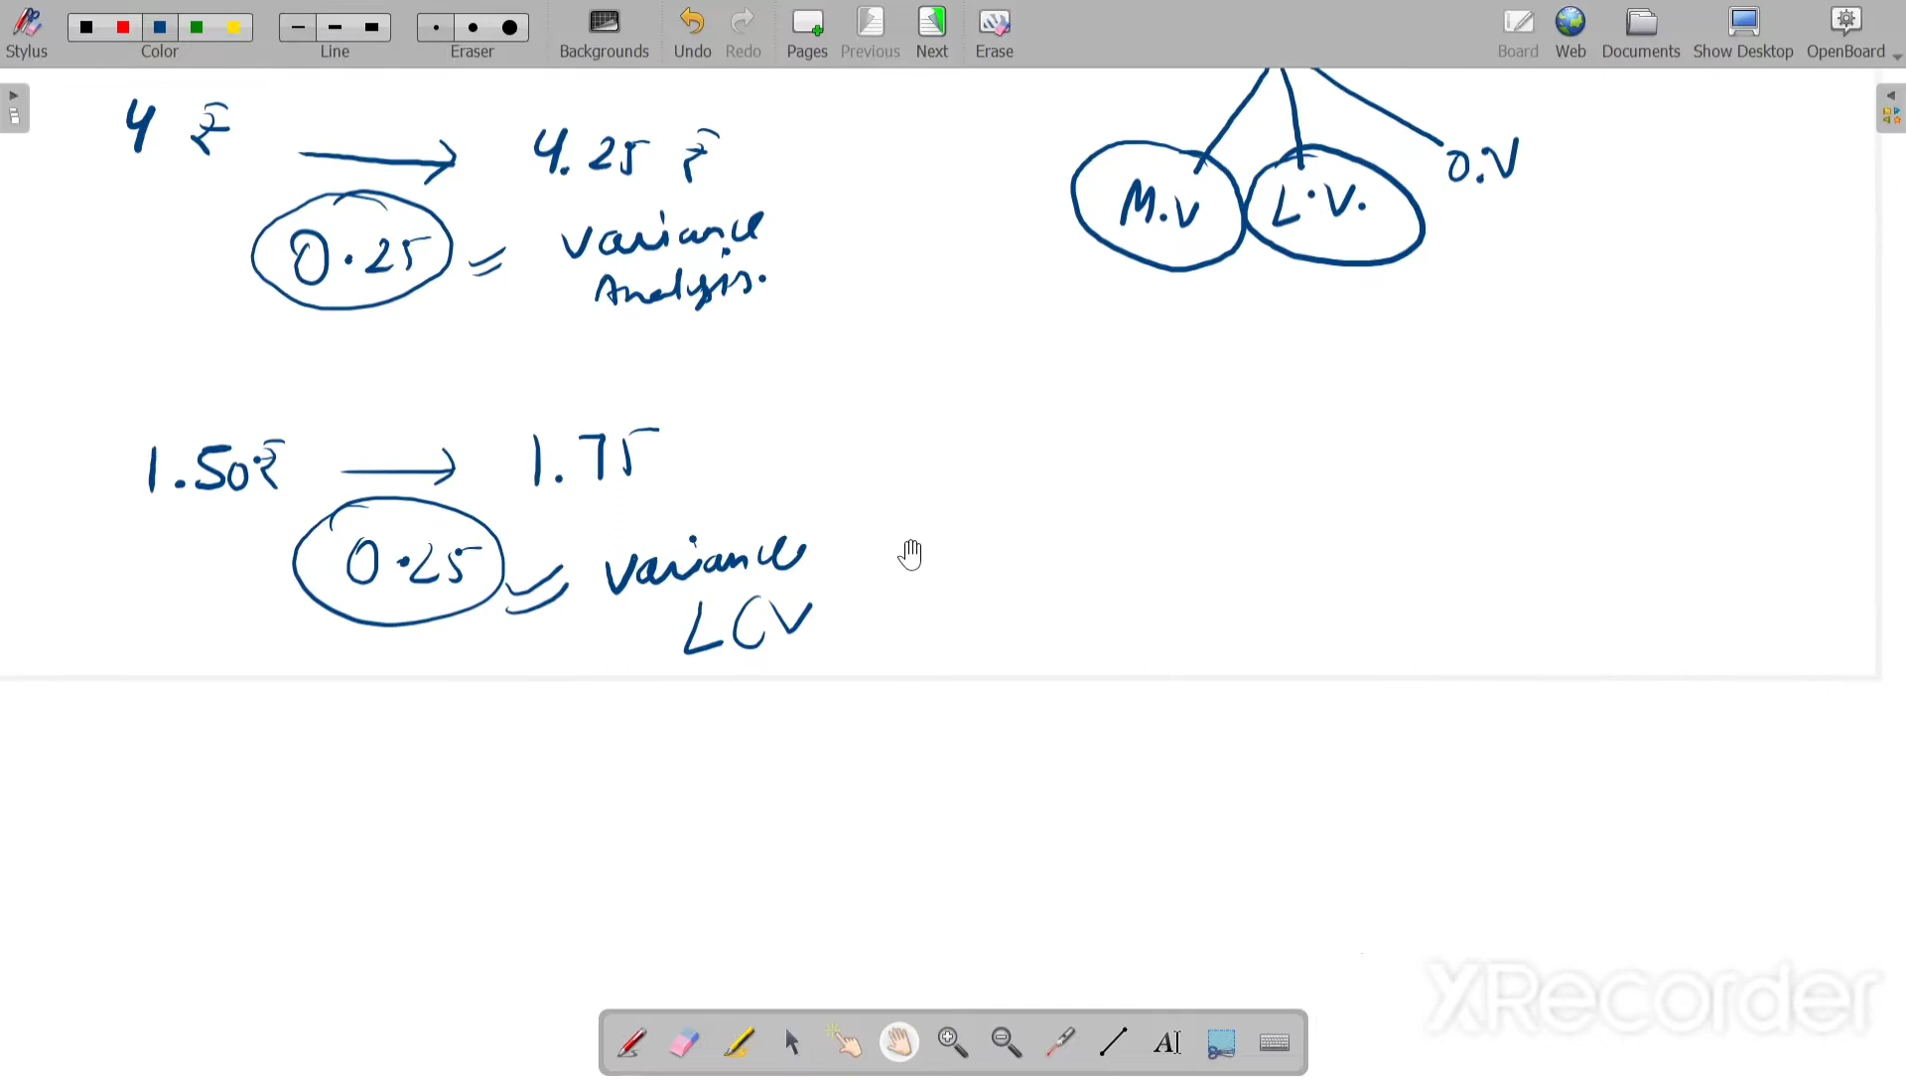 Stylus
Color
Line
Eraser
Backgrounds
Undo
Redo
Pages
Previous
Next
Erase
Board
Web
Documents
Show Desktop
OpenBoard
4 ₹ → 4.25 ₹
0.25 variance
Analysis.
M.V L.V. O.V
1.50₹ → 1.75
0.25 variance
LCV
XRecorder
AI